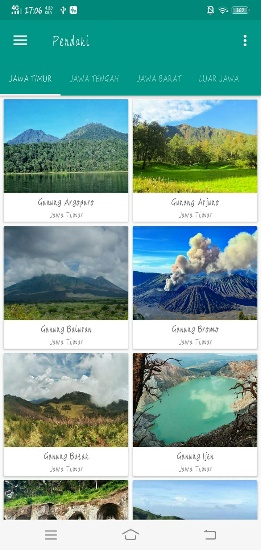 4G 17:06
Pendaki
JAWA TIMUR JAWA TENGAH JAWA BARAT LUAR JAWA
Gunung Argopuro
Jawa Timur
Gunung Arjuno
Jawa Timur
Gunung Baluran
Jawa Timur
Gunung Bromo
Jawa Timur
Gunung Butak
Jawa Timur
Gunung Ijen
Jawa Timur